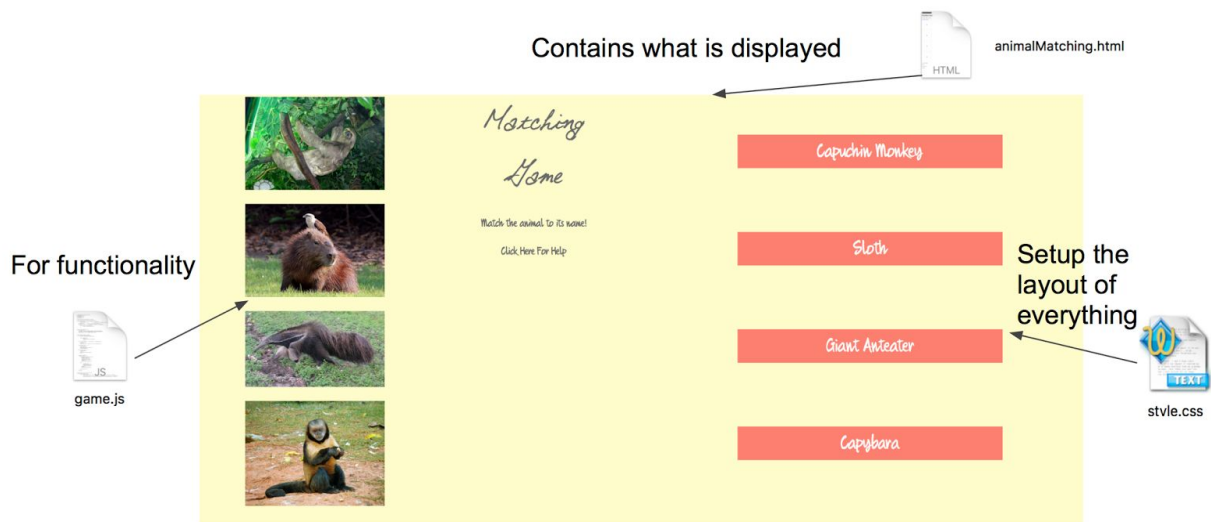 Contains what is displayed
HTML
animalMatching.html
Matching
Game
Match the animal to its name!
Click Here For Help
Capuchin Monkey
Sloth
Giant Anteater
Capybara
For functionality
JS
game.js
Setup the
layout of
everything
TEXT
style.css